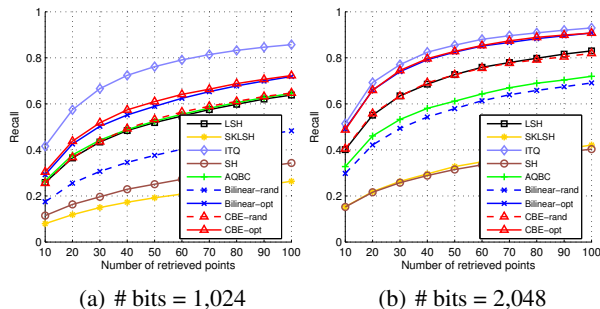 1
0.8
0.6
0.4
0.2
0
Recall
10 20 30 40 50 60 70 80 90 100
Number of retrieved points
LSH
SKLSH
ITQ
SH
AQBC
Bilinear-rand
Bilinear-opt
CBE-rand
CBE-opt
(a) # bits = 1,024
1
0.8
0.6
0.4
0.2
0
Recall
10 20 30 40 50 60 70 80 90 100
Number of retrieved points
LSH
SKLSH
ITQ
SH
AQBC
Bilinear-rand
Bilinear-opt
CBE-rand
CBE-opt
(b) # bits = 2,048